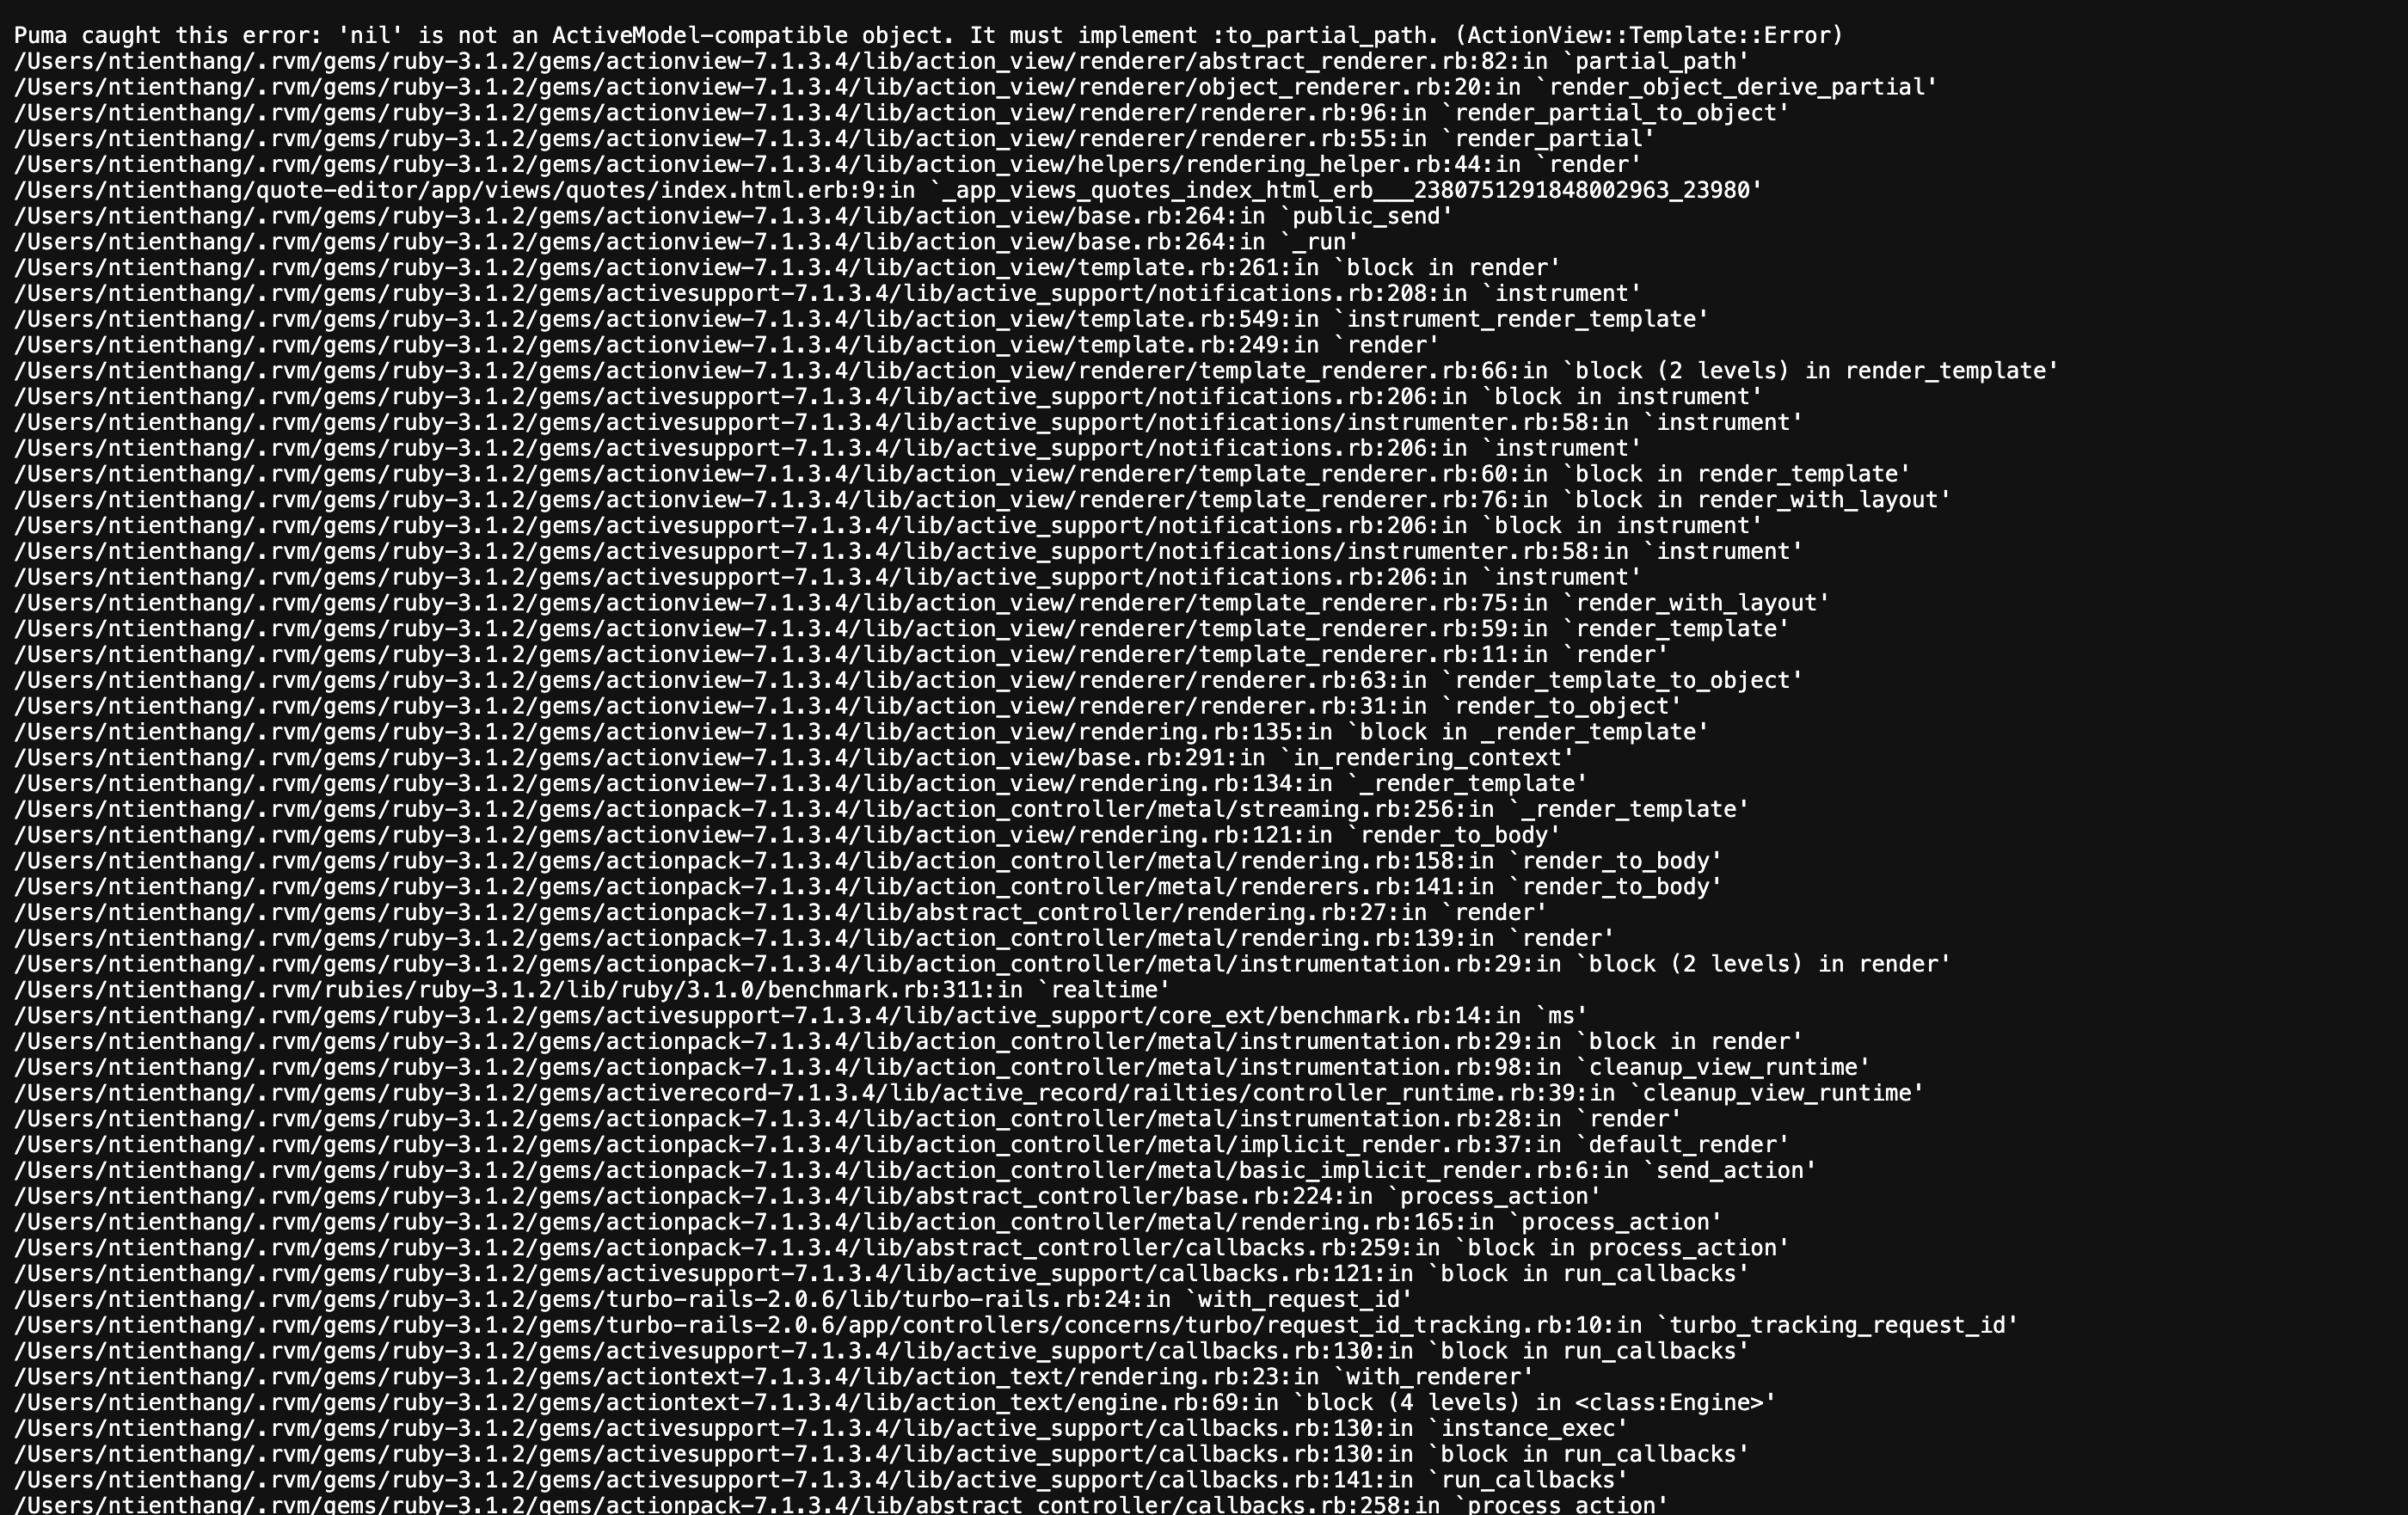 Puma caught this error: 'nil' is not an ActiveModel-compatible object. It must implement :to_partial_path. (ActionView::Template::Error)
/Users/ntienthang/.rvm/gems/ruby-3.1.2/gems/actionview-7.1.3.4/lib/action_view/renderer/abstract_renderer.rb:82:in `partial_path'
/Users/ntienthang/.rvm/gems/ruby-3.1.2/gems/actionview-7.1.3.4/lib/action_view/renderer/object_renderer.rb:20:in `render_object_derive_partial'
/Users/ntienthang/.rvm/gems/ruby-3.1.2/gems/actionview-7.1.3.4/lib/action_view/renderer/renderer.rb:96:in `render_partial_to_object'
/Users/ntienthang/.rvm/gems/ruby-3.1.2/gems/actionview-7.1.3.4/lib/action_view/renderer/renderer.rb:55:in `render_partial'
/Users/ntienthang/.rvm/gems/ruby-3.1.2/gems/actionview-7.1.3.4/lib/action_view/helpers/rendering_helper.rb:44:in `render'
/Users/ntienthang/quote-editor/app/views/quotes/index.html.erb:9:in `_app_views_quotes_index_html_erb___2380751291848002963_23980'
/Users/ntienthang/.rvm/gems/ruby-3.1.2/gems/actionview-7.1.3.4/lib/action_view/base.rb:264:in `public_send'
/Users/ntienthang/.rvm/gems/ruby-3.1.2/gems/actionview-7.1.3.4/lib/action_view/base.rb:264:in `_run'
/Users/ntienthang/.rvm/gems/ruby-3.1.2/gems/actionview-7.1.3.4/lib/action_view/template.rb:261:in `block in render'
/Users/ntienthang/.rvm/gems/ruby-3.1.2/gems/activesupport-7.1.3.4/lib/active_support/notifications.rb:208:in `instrument'
/Users/ntienthang/.rvm/gems/ruby-3.1.2/gems/actionview-7.1.3.4/lib/action_view/template.rb:549:in `instrument_render_template'
/Users/ntienthang/.rvm/gems/ruby-3.1.2/gems/actionview-7.1.3.4/lib/action_view/template.rb:249:in `render'
/Users/ntienthang/.rvm/gems/ruby-3.1.2/gems/actionview-7.1.3.4/lib/action_view/renderer/template_renderer.rb:66:in `block (2 levels) in render_template'
/Users/ntienthang/.rvm/gems/ruby-3.1.2/gems/activesupport-7.1.3.4/lib/active_support/notifications.rb:206:in `block in instrument'
/Users/ntienthang/.rvm/gems/ruby-3.1.2/gems/activesupport-7.1.3.4/lib/active_support/notifications/instrumenter.rb:58:in `instrument'
/Users/ntienthang/.rvm/gems/ruby-3.1.2/gems/activesupport-7.1.3.4/lib/active_support/notifications.rb:206:in `instrument'
/Users/ntienthang/.rvm/gems/ruby-3.1.2/gems/actionview-7.1.3.4/lib/action_view/renderer/template_renderer.rb:60:in `block in render_template'
/Users/ntienthang/.rvm/gems/ruby-3.1.2/gems/actionview-7.1.3.4/lib/action_view/renderer/template_renderer.rb:76:in `block in render_with_layout'
/Users/ntienthang/.rvm/gems/ruby-3.1.2/gems/activesupport-7.1.3.4/lib/active_support/notifications.rb:206:in `block in instrument'
/Users/ntienthang/.rvm/gems/ruby-3.1.2/gems/activesupport-7.1.3.4/lib/active_support/notifications/instrumenter.rb:58:in `instrument'
/Users/ntienthang/.rvm/gems/ruby-3.1.2/gems/activesupport-7.1.3.4/lib/active_support/notifications.rb:206:in `instrument'
/Users/ntienthang/.rvm/gems/ruby-3.1.2/gems/actionview-7.1.3.4/lib/action_view/renderer/template_renderer.rb:75:in `render_with_layout'
/Users/ntienthang/.rvm/gems/ruby-3.1.2/gems/actionview-7.1.3.4/lib/action_view/renderer/template_renderer.rb:59:in `render_template'
/Users/ntienthang/.rvm/gems/ruby-3.1.2/gems/actionview-7.1.3.4/lib/action_view/renderer/template_renderer.rb:11:in `render'
/Users/ntienthang/.rvm/gems/ruby-3.1.2/gems/actionview-7.1.3.4/lib/action_view/renderer/renderer.rb:63:in `render_template_to_object'
/Users/ntienthang/.rvm/gems/ruby-3.1.2/gems/actionview-7.1.3.4/lib/action_view/renderer/renderer.rb:31:in `render_to_object'
/Users/ntienthang/.rvm/gems/ruby-3.1.2/gems/actionview-7.1.3.4/lib/action_view/rendering.rb:135:in `block in _render_template'
/Users/ntienthang/.rvm/gems/ruby-3.1.2/gems/actionview-7.1.3.4/lib/action_view/base.rb:291:in `in_rendering_context'
/Users/ntienthang/.rvm/gems/ruby-3.1.2/gems/actionview-7.1.3.4/lib/action_view/rendering.rb:134:in `_render_template'
/Users/ntienthang/.rvm/gems/ruby-3.1.2/gems/actionpack-7.1.3.4/lib/action_controller/metal/streaming.rb:256:in `_render_template'
/Users/ntienthang/.rvm/gems/ruby-3.1.2/gems/actionview-7.1.3.4/lib/action_view/rendering.rb:121:in `render_to_body'
/Users/ntienthang/.rvm/gems/ruby-3.1.2/gems/actionpack-7.1.3.4/lib/action_controller/metal/rendering.rb:158:in `render_to_body'
/Users/ntienthang/.rvm/gems/ruby-3.1.2/gems/actionpack-7.1.3.4/lib/action_controller/metal/renderers.rb:141:in `render_to_body'
/Users/ntienthang/.rvm/gems/ruby-3.1.2/gems/actionpack-7.1.3.4/lib/abstract_controller/rendering.rb:27:in `render'
/Users/ntienthang/.rvm/gems/ruby-3.1.2/gems/actionpack-7.1.3.4/lib/action_controller/metal/rendering.rb:139:in `render'
/Users/ntienthang/.rvm/gems/ruby-3.1.2/gems/actionpack-7.1.3.4/lib/action_controller/metal/instrumentation.rb:29:in `block (2 levels) in render'
/Users/ntienthang/.rvm/rubies/ruby-3.1.2/lib/ruby/3.1.0/benchmark.rb:311:in `realtime'
/Users/ntienthang/.rvm/gems/ruby-3.1.2/gems/activesupport-7.1.3.4/lib/active_support/core_ext/benchmark.rb:14:in `ms'
/Users/ntienthang/.rvm/gems/ruby-3.1.2/gems/actionpack-7.1.3.4/lib/action_controller/metal/instrumentation.rb:29:in `block in render'
/Users/ntienthang/.rvm/gems/ruby-3.1.2/gems/actionpack-7.1.3.4/lib/action_controller/metal/instrumentation.rb:98:in `cleanup_view_runtime'
/Users/ntienthang/.rvm/gems/ruby-3.1.2/gems/activerecord-7.1.3.4/lib/active_record/railties/controller_runtime.rb:39:in `cleanup_view_runtime'
/Users/ntienthang/.rvm/gems/ruby-3.1.2/gems/actionpack-7.1.3.4/lib/action_controller/metal/instrumentation.rb:28:in `render'
/Users/ntienthang/.rvm/gems/ruby-3.1.2/gems/actionpack-7.1.3.4/lib/action_controller/metal/implicit_render.rb:37:in `default_render'
/Users/ntienthang/.rvm/gems/ruby-3.1.2/gems/actionpack-7.1.3.4/lib/action_controller/metal/basic_implicit_render.rb:6:in `send_action'
/Users/ntienthang/.rvm/gems/ruby-3.1.2/gems/actionpack-7.1.3.4/lib/abstract_controller/base.rb:224:in `process_action'
/Users/ntienthang/.rvm/gems/ruby-3.1.2/gems/actionpack-7.1.3.4/lib/action_controller/metal/rendering.rb:165:in `process_action'
/Users/ntienthang/.rvm/gems/ruby-3.1.2/gems/actionpack-7.1.3.4/lib/abstract_controller/callbacks.rb:259:in `block in process_action'
/Users/ntienthang/.rvm/gems/ruby-3.1.2/gems/activesupport-7.1.3.4/lib/active_support/callbacks.rb:121:in `block in run_callbacks'
/Users/ntienthang/.rvm/gems/ruby-3.1.2/gems/turbo-rails-2.0.6/lib/turbo-rails.rb:24:in `with_request_id'
/Users/ntienthang/.rvm/gems/ruby-3.1.2/gems/turbo-rails-2.0.6/app/controllers/concerns/turbo/request_id_tracking.rb:10:in `turbo_tracking_request_id'
/Users/ntienthang/.rvm/gems/ruby-3.1.2/gems/activesupport-7.1.3.4/lib/active_support/callbacks.rb:130:in `block in run_callbacks'
/Users/ntienthang/.rvm/gems/ruby-3.1.2/gems/actiontext-7.1.3.4/lib/action_text/rendering.rb:23:in `with_renderer'
/Users/ntienthang/.rvm/gems/ruby-3.1.2/gems/actiontext-7.1.3.4/lib/action_text/engine.rb:69:in `block (4 levels) in <class:Engine>'
/Users/ntienthang/.rvm/gems/ruby-3.1.2/gems/activesupport-7.1.3.4/lib/active_support/callbacks.rb:130:in `instance_exec'
/Users/ntienthang/.rvm/gems/ruby-3.1.2/gems/activesupport-7.1.3.4/lib/active_support/callbacks.rb:130:in `block in run_callbacks'
/Users/ntienthang/.rvm/gems/ruby-3.1.2/gems/activesupport-7.1.3.4/lib/active_support/callbacks.rb:141:in `run_callbacks'
/Users/ntienthang/.rvm/gems/ruby-3.1.2/gems/actionpack-7.1.3.4/lib/abstract_controller/callbacks.rb:258:in `process_action'